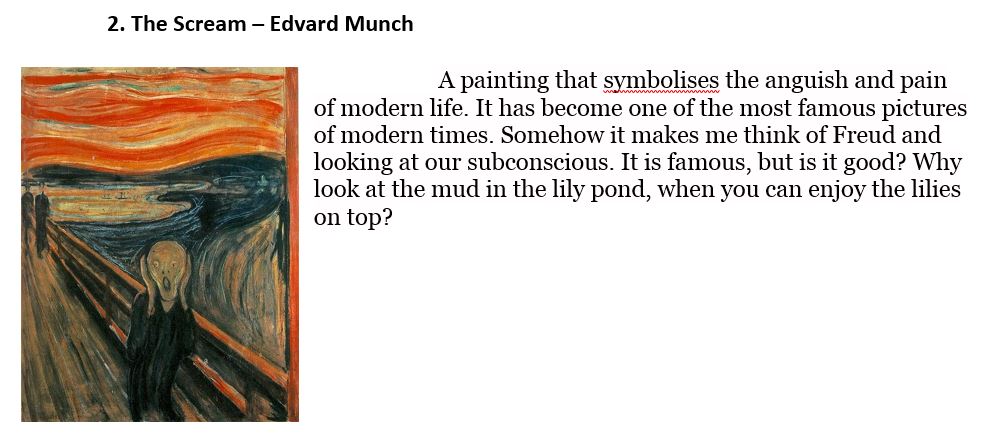 2. The Scream – Edvard Munch
A painting that symbolises the anguish and pain
of modern life. It has become one of the most famous pictures
of modern times. Somehow it makes me think of Freud and
looking at our subconscious. It is famous, but is it good? Why
look at the mud in the lily pond, when you can enjoy the lilies
on top?